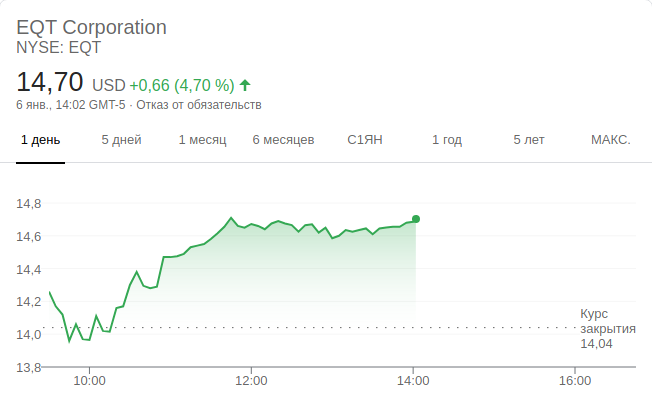 EQT Corporation
NYSE: EQT
14,70 USD +0,66 (4,70 %)
6 янв., 14:02 GMT-5 · Отказ от обязательств
1 день 5 дней 1 месяц 6 месяцев С1ЯН 1 год 5 лет МАКС.
14,8
14,6
14,4
14,2
14,0
13,8
Курс
закрытия
14,04
10:00 12:00 14:00 16:00